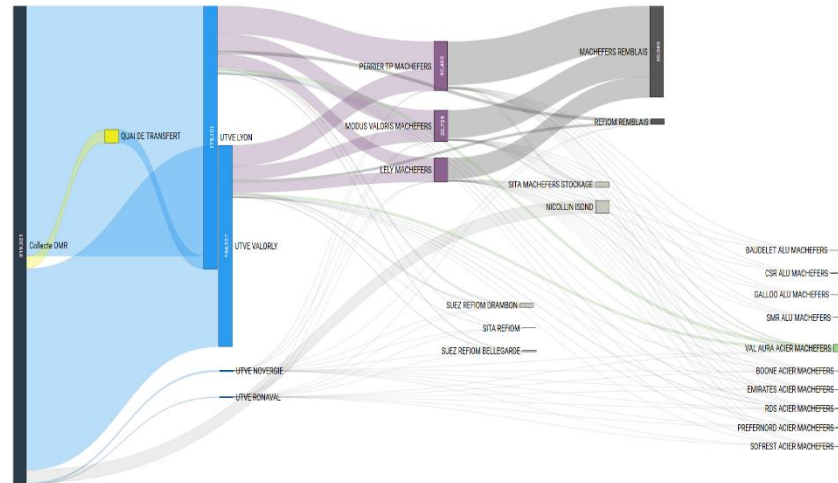 MACHEFERS REMBLAIS
PERRIER TP MACHEFERS
REFIOM REMBLAIS
MODUS VALORIS MACHEFERS
QUAI DE TRANSFERT
UTVE LYON
LELY MACHEFERS
SITA MACHEFERS STOCKAGE
NICOLLIN ISDND
Collecte OMR
UTVE VALORLY
BAUDELET ALU MACHEFERS
CSR ALU MACHEFERS
GALLOO ALU MACHEFERS
SUEZ REFIOM DRAMBON
SMR ALU MACHEFERS
SITA REFIOM
SUEZ REFIOM BELLEGARDE
VAL AURA ACIER MACHEFERS
UTVE NOVERGIE
BOONE ACIER MACHEFERS
EMIRATES ACIER MACHEFERS
UTVE RONAVAL
RDS ACIER MACHEFERS
PREFERNORD ACIER MACHEFERS
SOFREST ACIER MACHEFERS